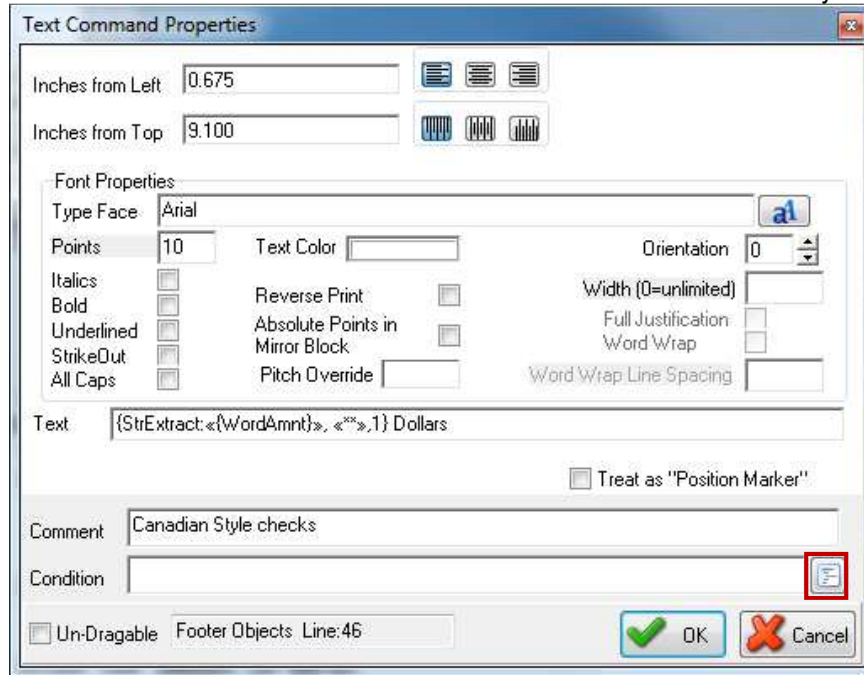 Text Command Properties
Inches from Left 0.675
Inches from Top 9.100
Font Properties
Type Face Arial
Points 10 Text Color Orientation 0
Italics
Bold
Underlined
StrikeOut
All Caps
Reverse Print
Absolute Points in
Mirror Block
Pitch Override
Width (0=unlimited)
Full Justification
Word Wrap
Word Wrap Line Spacing
Text {StrExtract:«{WordAmnt}», «**»,1} Dollars
Treat as "Position Marker"
Comment Canadian Style checks
Condition
Un-Dragable Footer Objects Line:46 OK Cancel